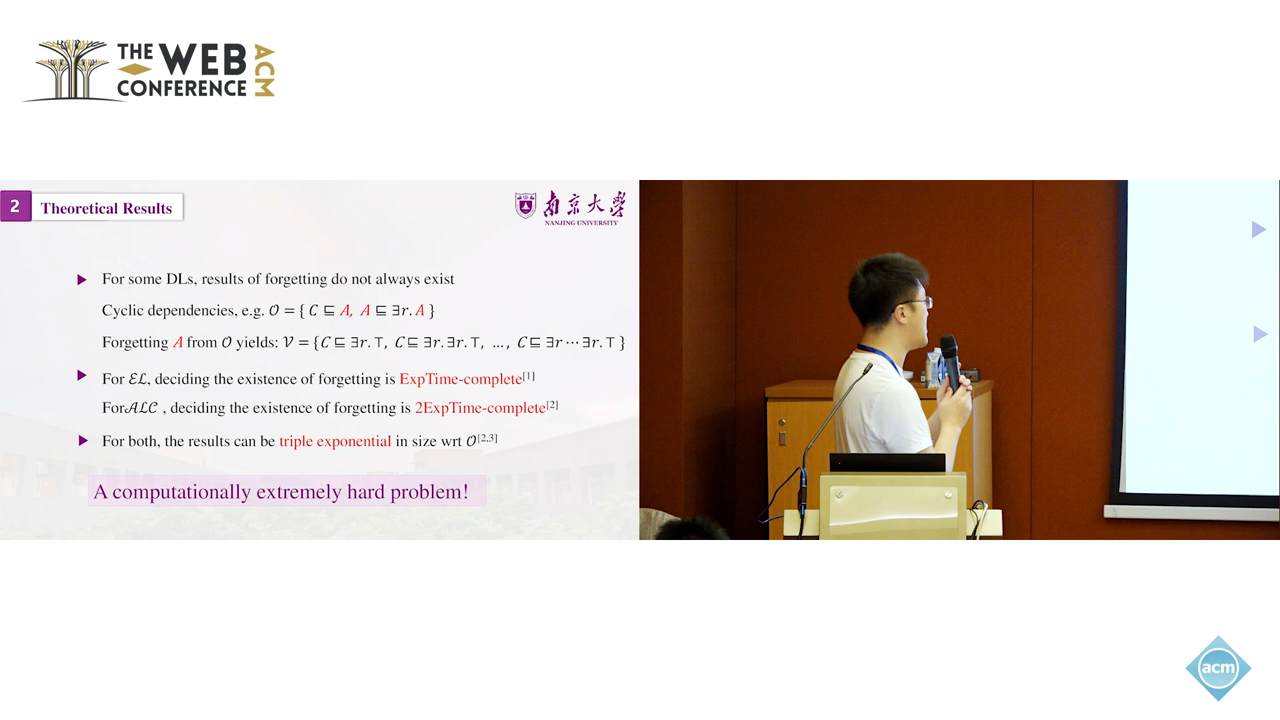 THE WEB CONFERENCE ACM
2 Theoretical Results
南京大學
NANJING UNIVERSITY
For some DLs, results of forgetting do not always exist
Cyclic dependencies, e.g. 𝒪 = { C ⊑ A, A ⊑ ∃r.A }
Forgetting A from 𝒪 yields: 𝒱 = {C ⊑ ∃r.⊤, C ⊑ ∃r.∃r.⊤, …, C ⊑ ∃r ⋯ ∃r.⊤ }
For ℰℒ, deciding the existence of forgetting is ExpTime-complete[1]
For𝒜ℒ𝒞 , deciding the existence of forgetting is 2ExpTime-complete[2]
For both, the results can be triple exponential in size wrt 𝒪[2,3]
A computationally extremely hard problem!
acm